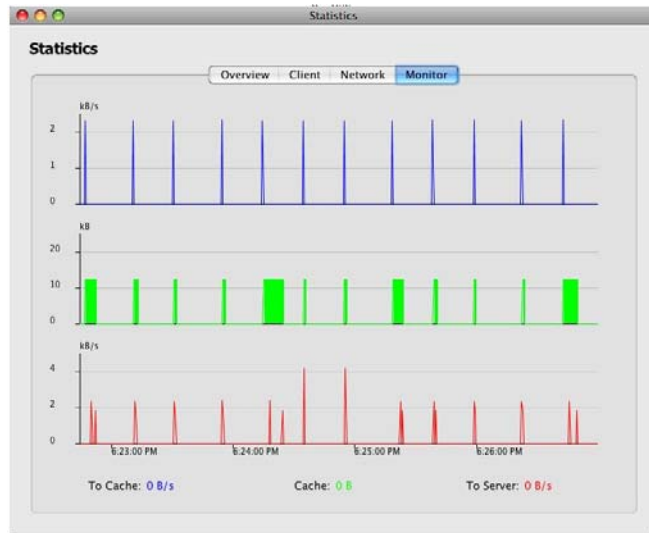 Statistics
Statistics
Overview Client Network Monitor
kB/s
2
1
0
kB
20
10
0
kB/s
4
2
0
6:23:00 PM 6:24:00 PM 6:25:00 PM 6:26:00 PM
To Cache: 0 B/s Cache: 0 B To Server: 0 B/s